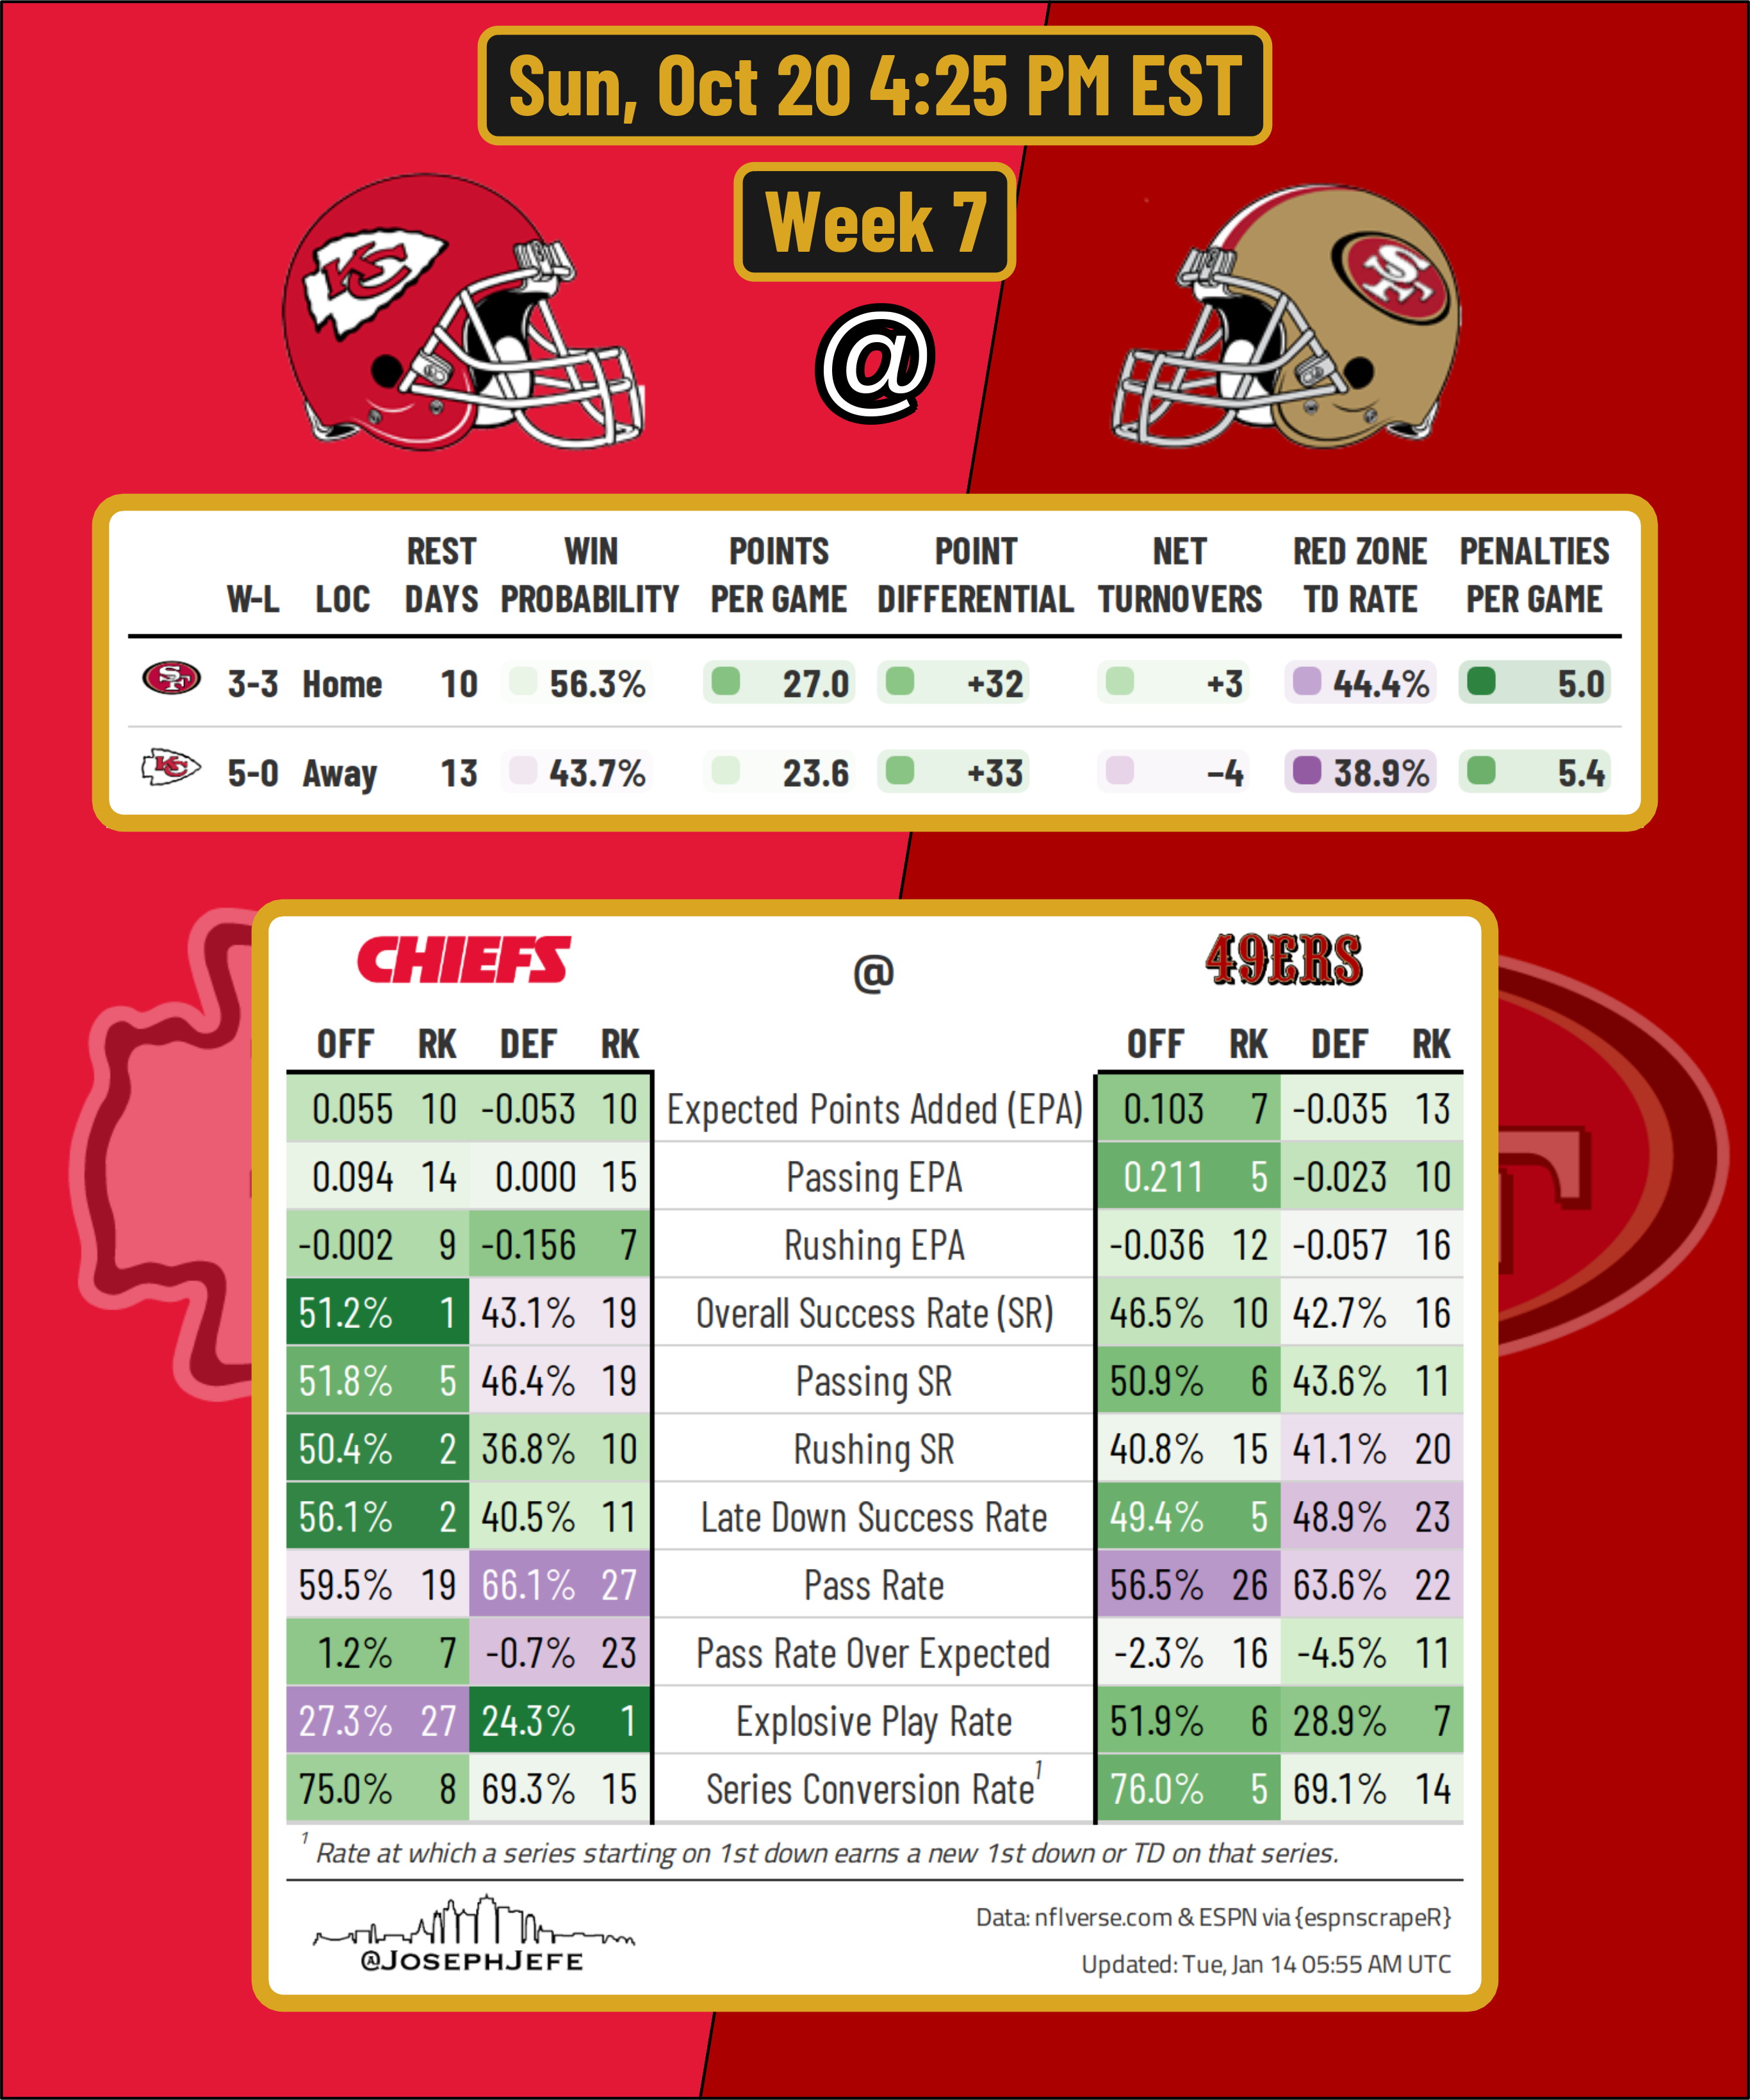 Sun, Oct 20 4:25 PM EST
Week 7
KC
SF
@
REST WIN POINTS POINT NET RED ZONE PENALTIES
W-L LOC DAYS PROBABILITY PER GAME DIFFERENTIAL TURNOVERS TD RATE PER GAME
SF 3-3 Home 10 56.3% 27.0 +32 +3 44.4% 5.0
KC 5-0 Away 13 43.7% 23.6 +33 −4 38.9% 5.4
CHIEFS @ 49ERS
OFF RK DEF RK OFF RK DEF RK
0.055 10 -0.053 10 Expected Points Added (EPA) 0.103 7 -0.035 13
0.094 14 0.000 15 Passing EPA 0.211 5 -0.023 10
-0.002 9 -0.156 7 Rushing EPA -0.036 12 -0.057 16
51.2% 1 43.1% 19 Overall Success Rate (SR) 46.5% 10 42.7% 16
51.8% 5 46.4% 19 Passing SR 50.9% 6 43.6% 11
50.4% 2 36.8% 10 Rushing SR 40.8% 15 41.1% 20
56.1% 2 40.5% 11 Late Down Success Rate 49.4% 5 48.9% 23
59.5% 19 66.1% 27 Pass Rate 56.5% 26 63.6% 22
1.2% 7 -0.7% 23 Pass Rate Over Expected -2.3% 16 -4.5% 11
27.3% 27 24.3% 1 Explosive Play Rate 51.9% 6 28.9% 7
75.0% 8 69.3% 15 Series Conversion Rate1 76.0% 5 69.1% 14
1 Rate at which a series starting on 1st down earns a new 1st down or TD on that series.
Data: nflverse.com & ESPN via {espnscrapeR}
@JOSEPHJEFE
Updated: Tue, Jan 14 05:55 AM UTC